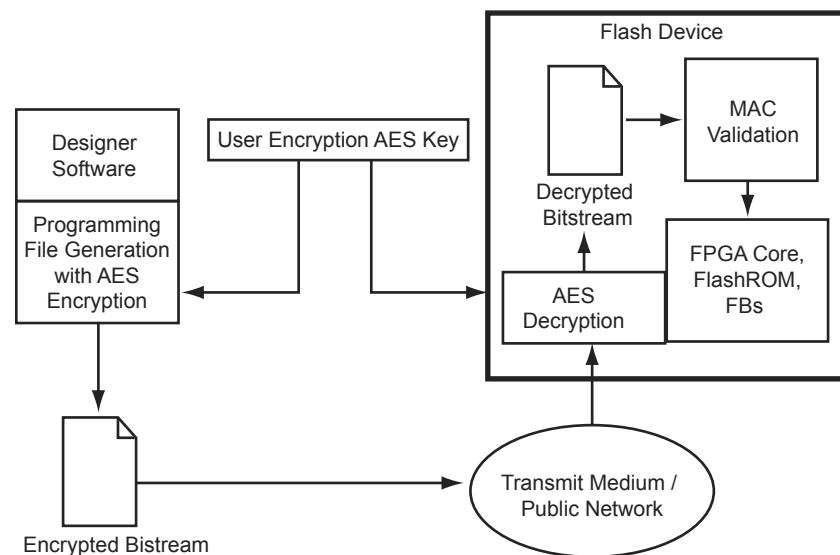 Flash Device
MAC
Validation
Designer
Software
User Encryption AES Key
Decrypted
Bitstream
Programming
File Generation
with AES
Encryption
FPGA Core,
FlashROM,
FBs
AES
Decryption
Transmit Medium /
Public Network
Encrypted Bistream